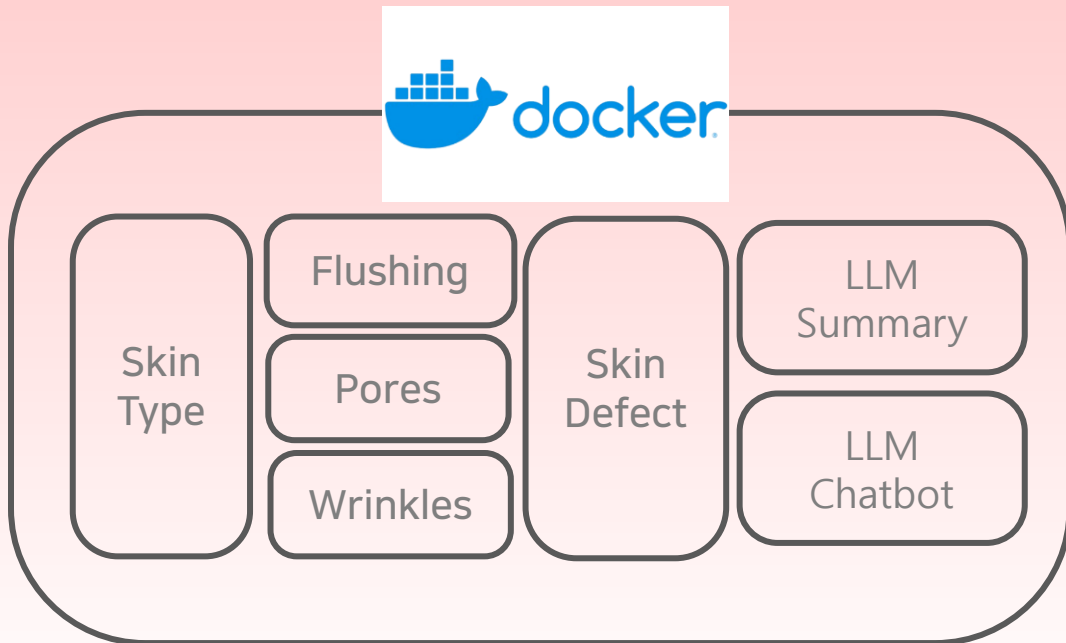 docker
Skin
Type
Flushing
Pores
Wrinkles
Skin
Defect
LLM
Summary
LLM
Chatbot